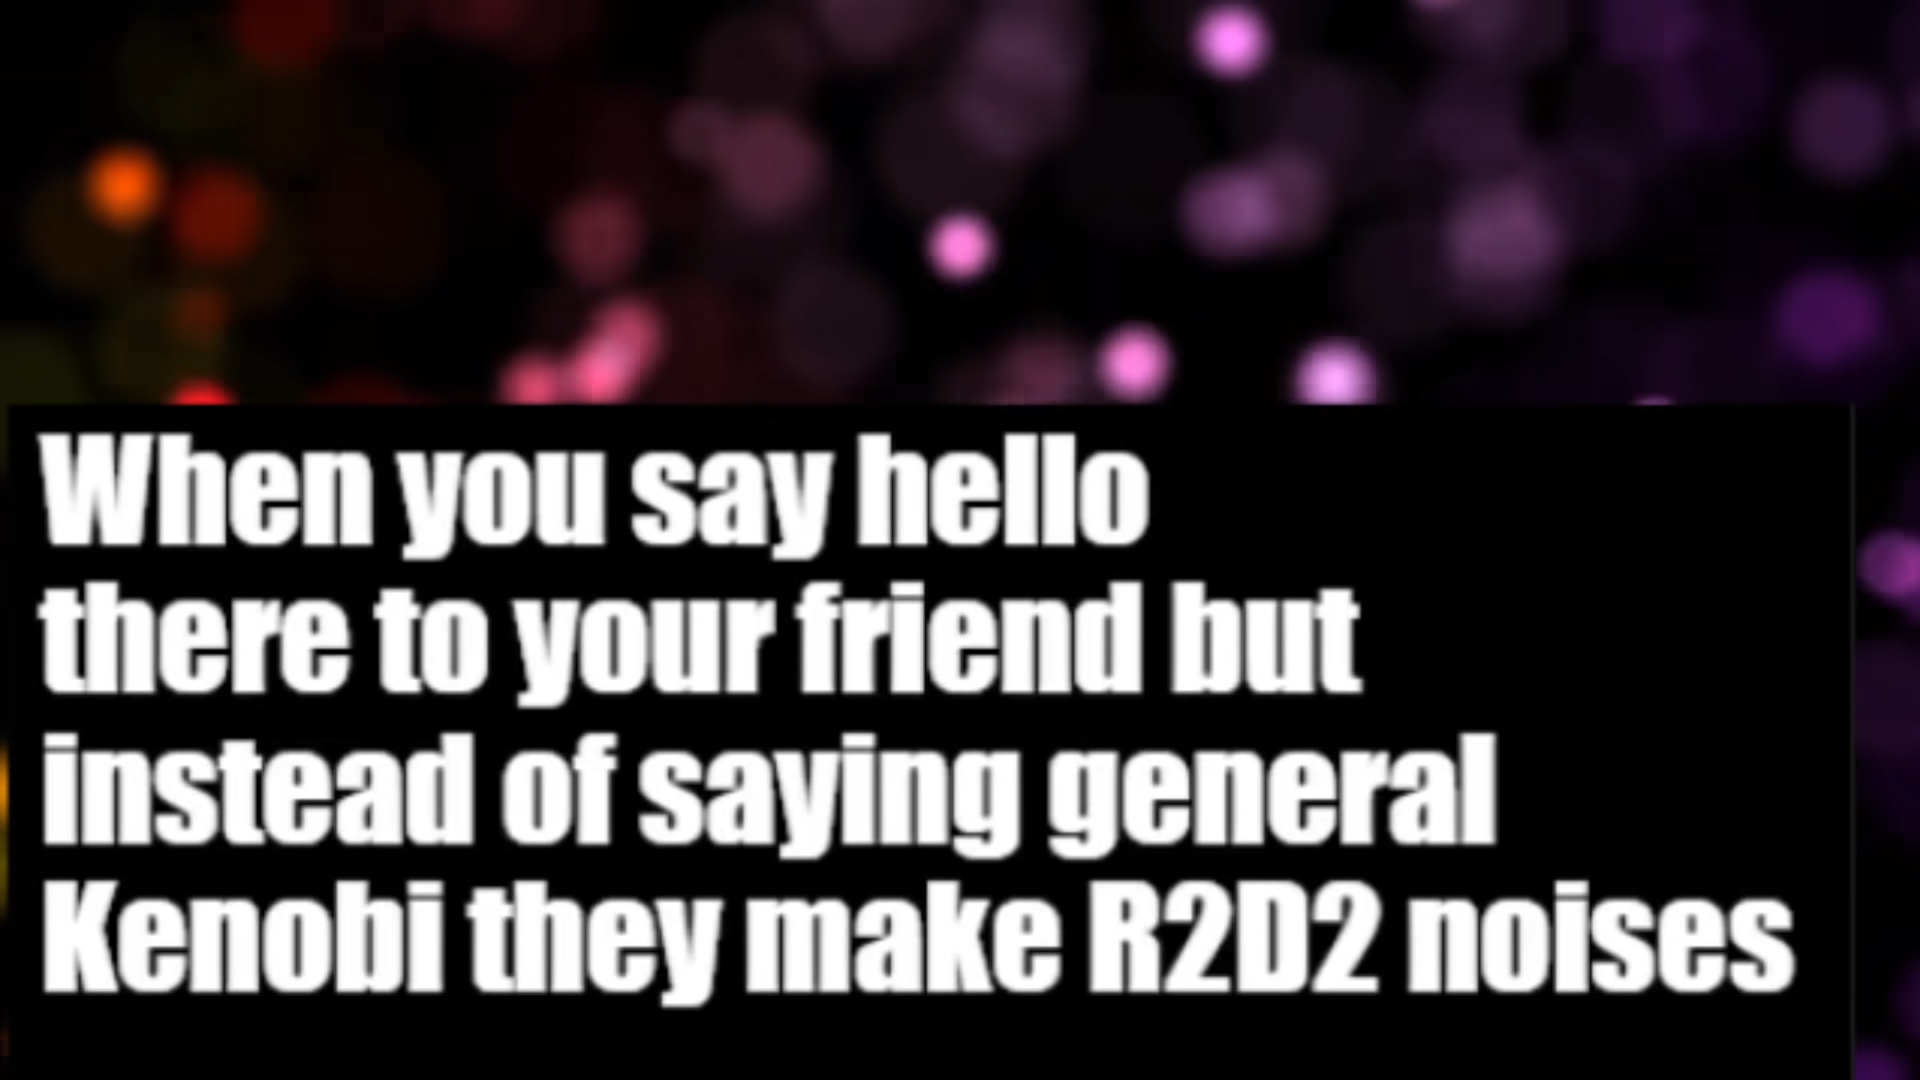 When you say hello
there to your friend but
instead of saying general
Kenobi they make R2D2 noises